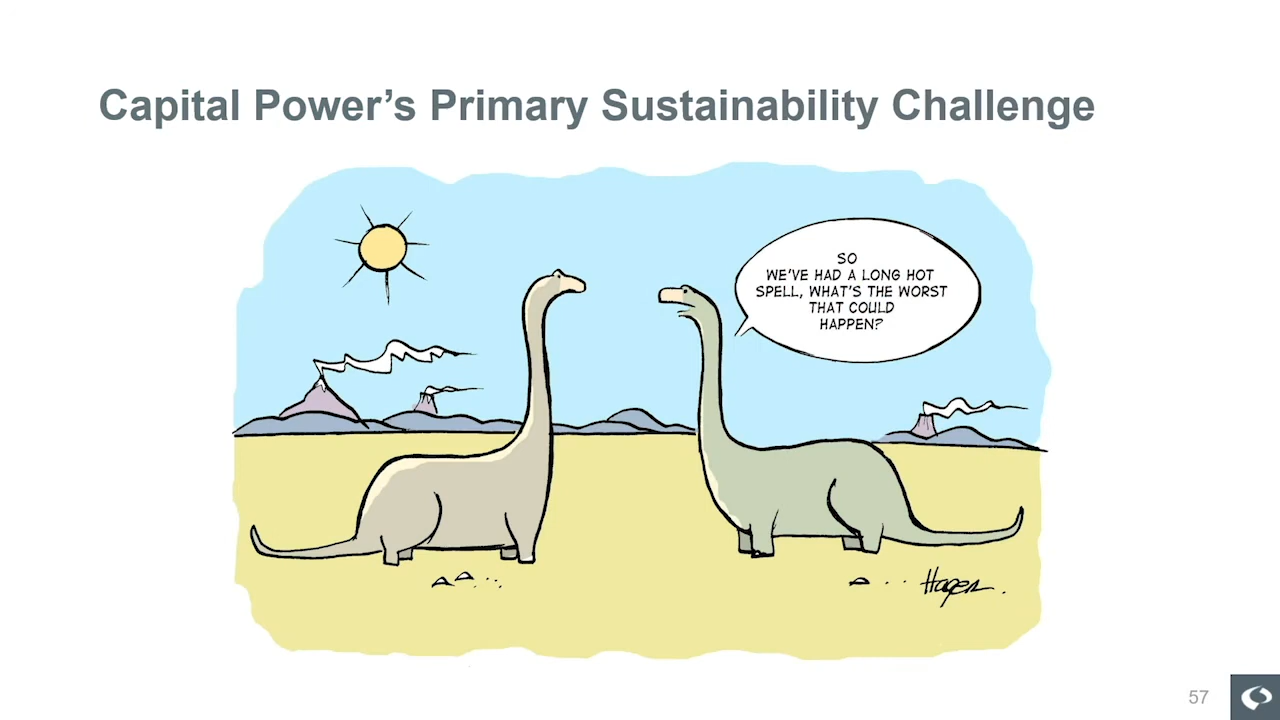 Capital Power’s Primary Sustainability Challenge
SO
WE'VE HAD A LONG HOT
SPELL, WHAT'S THE WORST
THAT COULD
HAPPEN?
Hagen
57